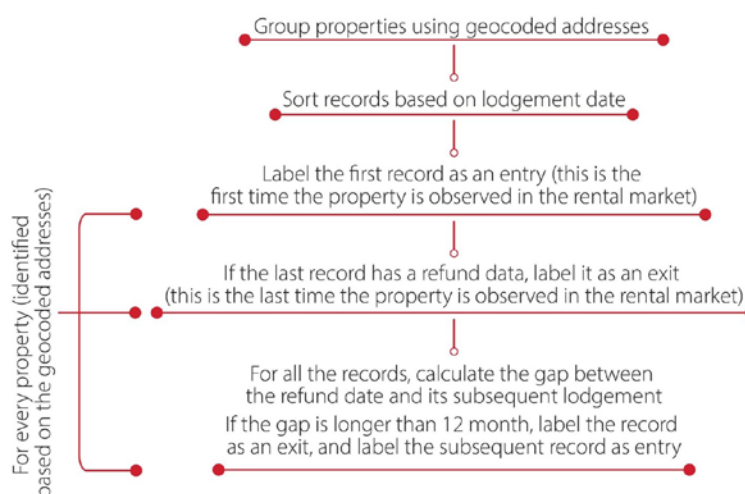 Group properties using geocoded addresses
Sort records based on lodgement date
Label the first record as an entry (this is the
first time the property is observed in the rental market)
If the last record has a refund data, label it as an exit
(this is the last time the property is observed in the rental market)
For all the records, calculate the gap between
the refund date and its subsequent lodgement
If the gap is longer than 12 month, label the record
as an exit, and label the subsequent record as entry
For every property (identified
based on the geocoded addresses)